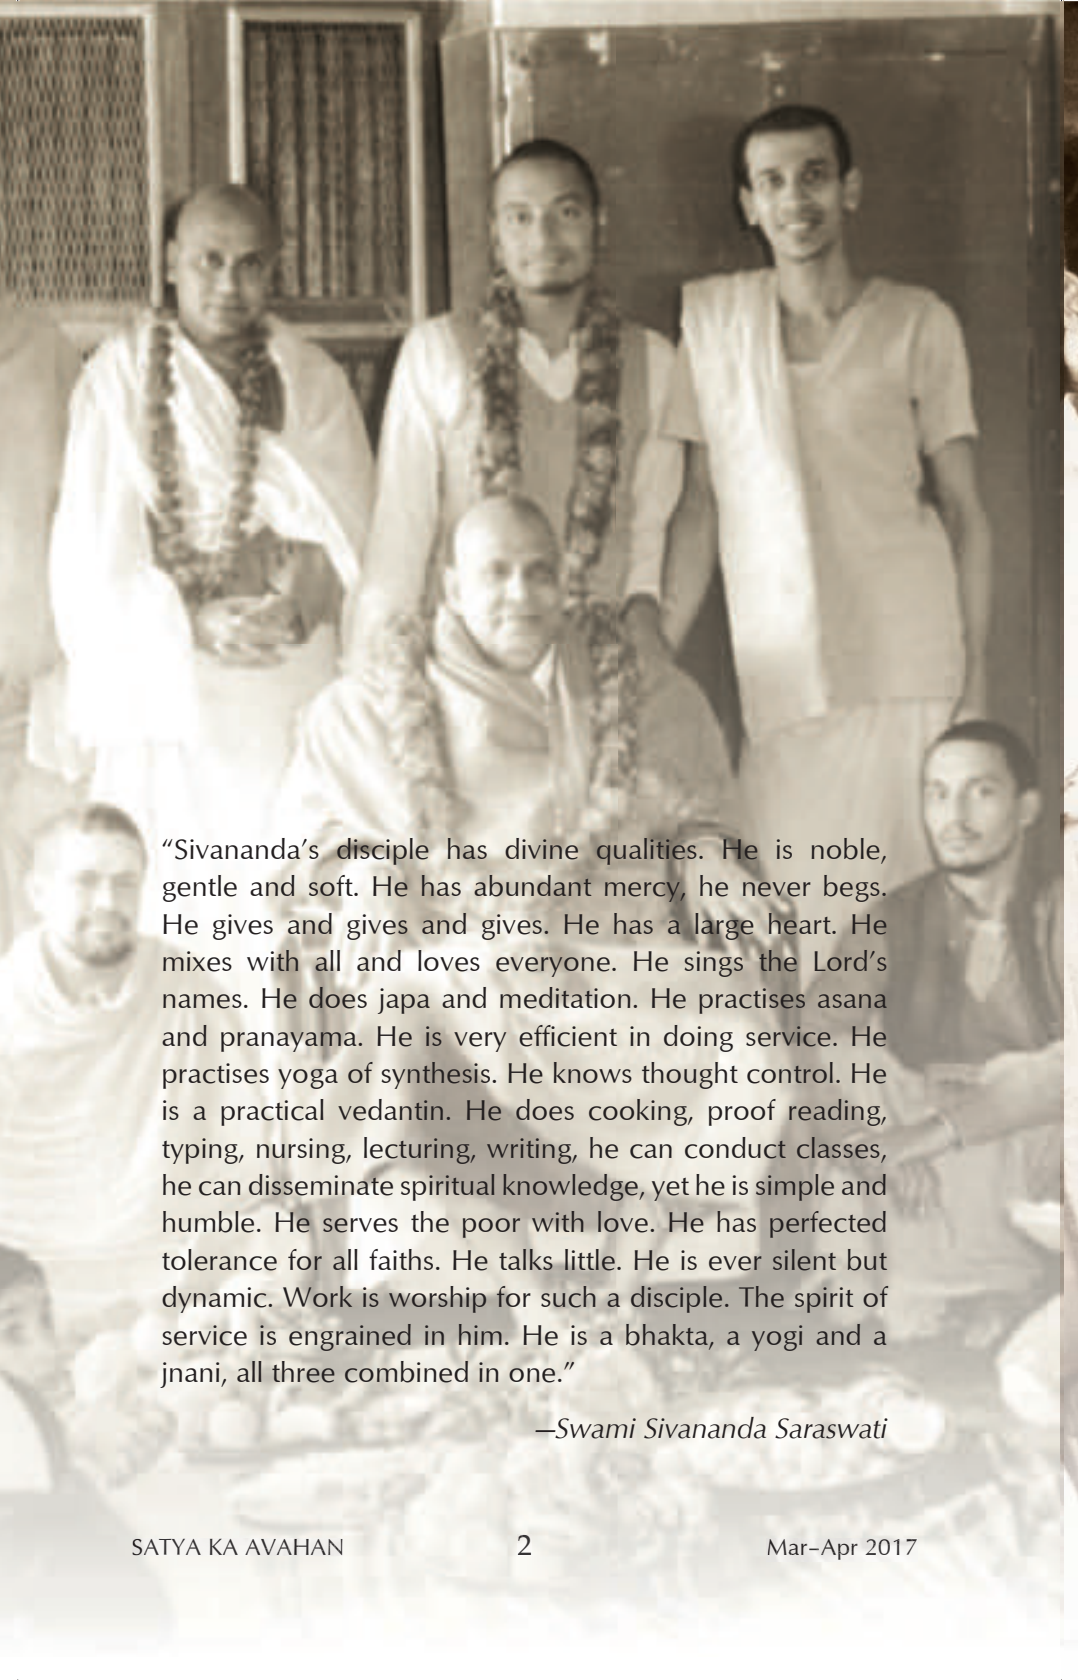 “Sivananda’s disciple has divine qualities. He is noble,
gentle and soft. He has abundant mercy, he never begs.
He gives and gives and gives. He has a large heart. He
mixes with all and loves everyone. He sings the Lord’s
names. He does japa and meditation. He practises asana
and pranayama. He is very efficient in doing service. He
practises yoga of synthesis. He knows thought control. He
is a practical vedantin. He does cooking, proof reading,
typing, nursing, lecturing, writing, he can conduct classes,
he can disseminate spiritual knowledge, yet he is simple and
humble. He serves the poor with love. He has perfected
tolerance for all faiths. He talks little. He is ever silent but
dynamic. Work is worship for such a disciple. The spirit of
service is engrained in him. He is a bhakta, a yogi and a
jnani, all three combined in one.”
—Swami Sivananda Saraswati
SATYA KA AVAHAN 2 Mar–Apr 2017